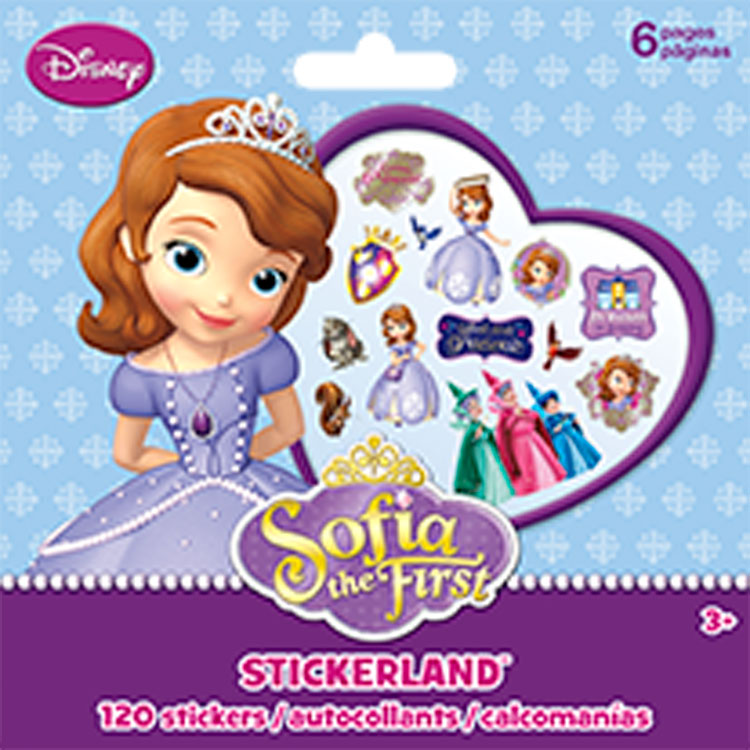 Disney
6 pages
páginas
Sofia
the First
3+
STICKERLAND®
120 stickers / autocollants / calcomanías